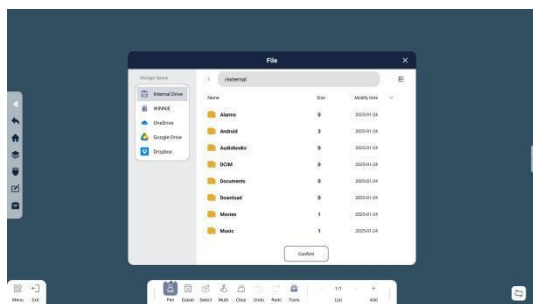 File
Storage Space
/external
Internal Drive
WINNIE
OneDrive
Google Drive
Dropbox
Name Size Modify time
Alarms 0 2025-01-24
Android 3 2025-01-24
Audiobooks 0 2025-01-24
DCIM 0 2025-01-24
Documents 0 2025-01-24
Download 0 2025-01-24
Movies 1 2025-01-24
Music 1 2025-01-24
Confirm
Menu Exit
Pen Eraser Select Multi Clear Undo Redo Tools
1/1
List Add